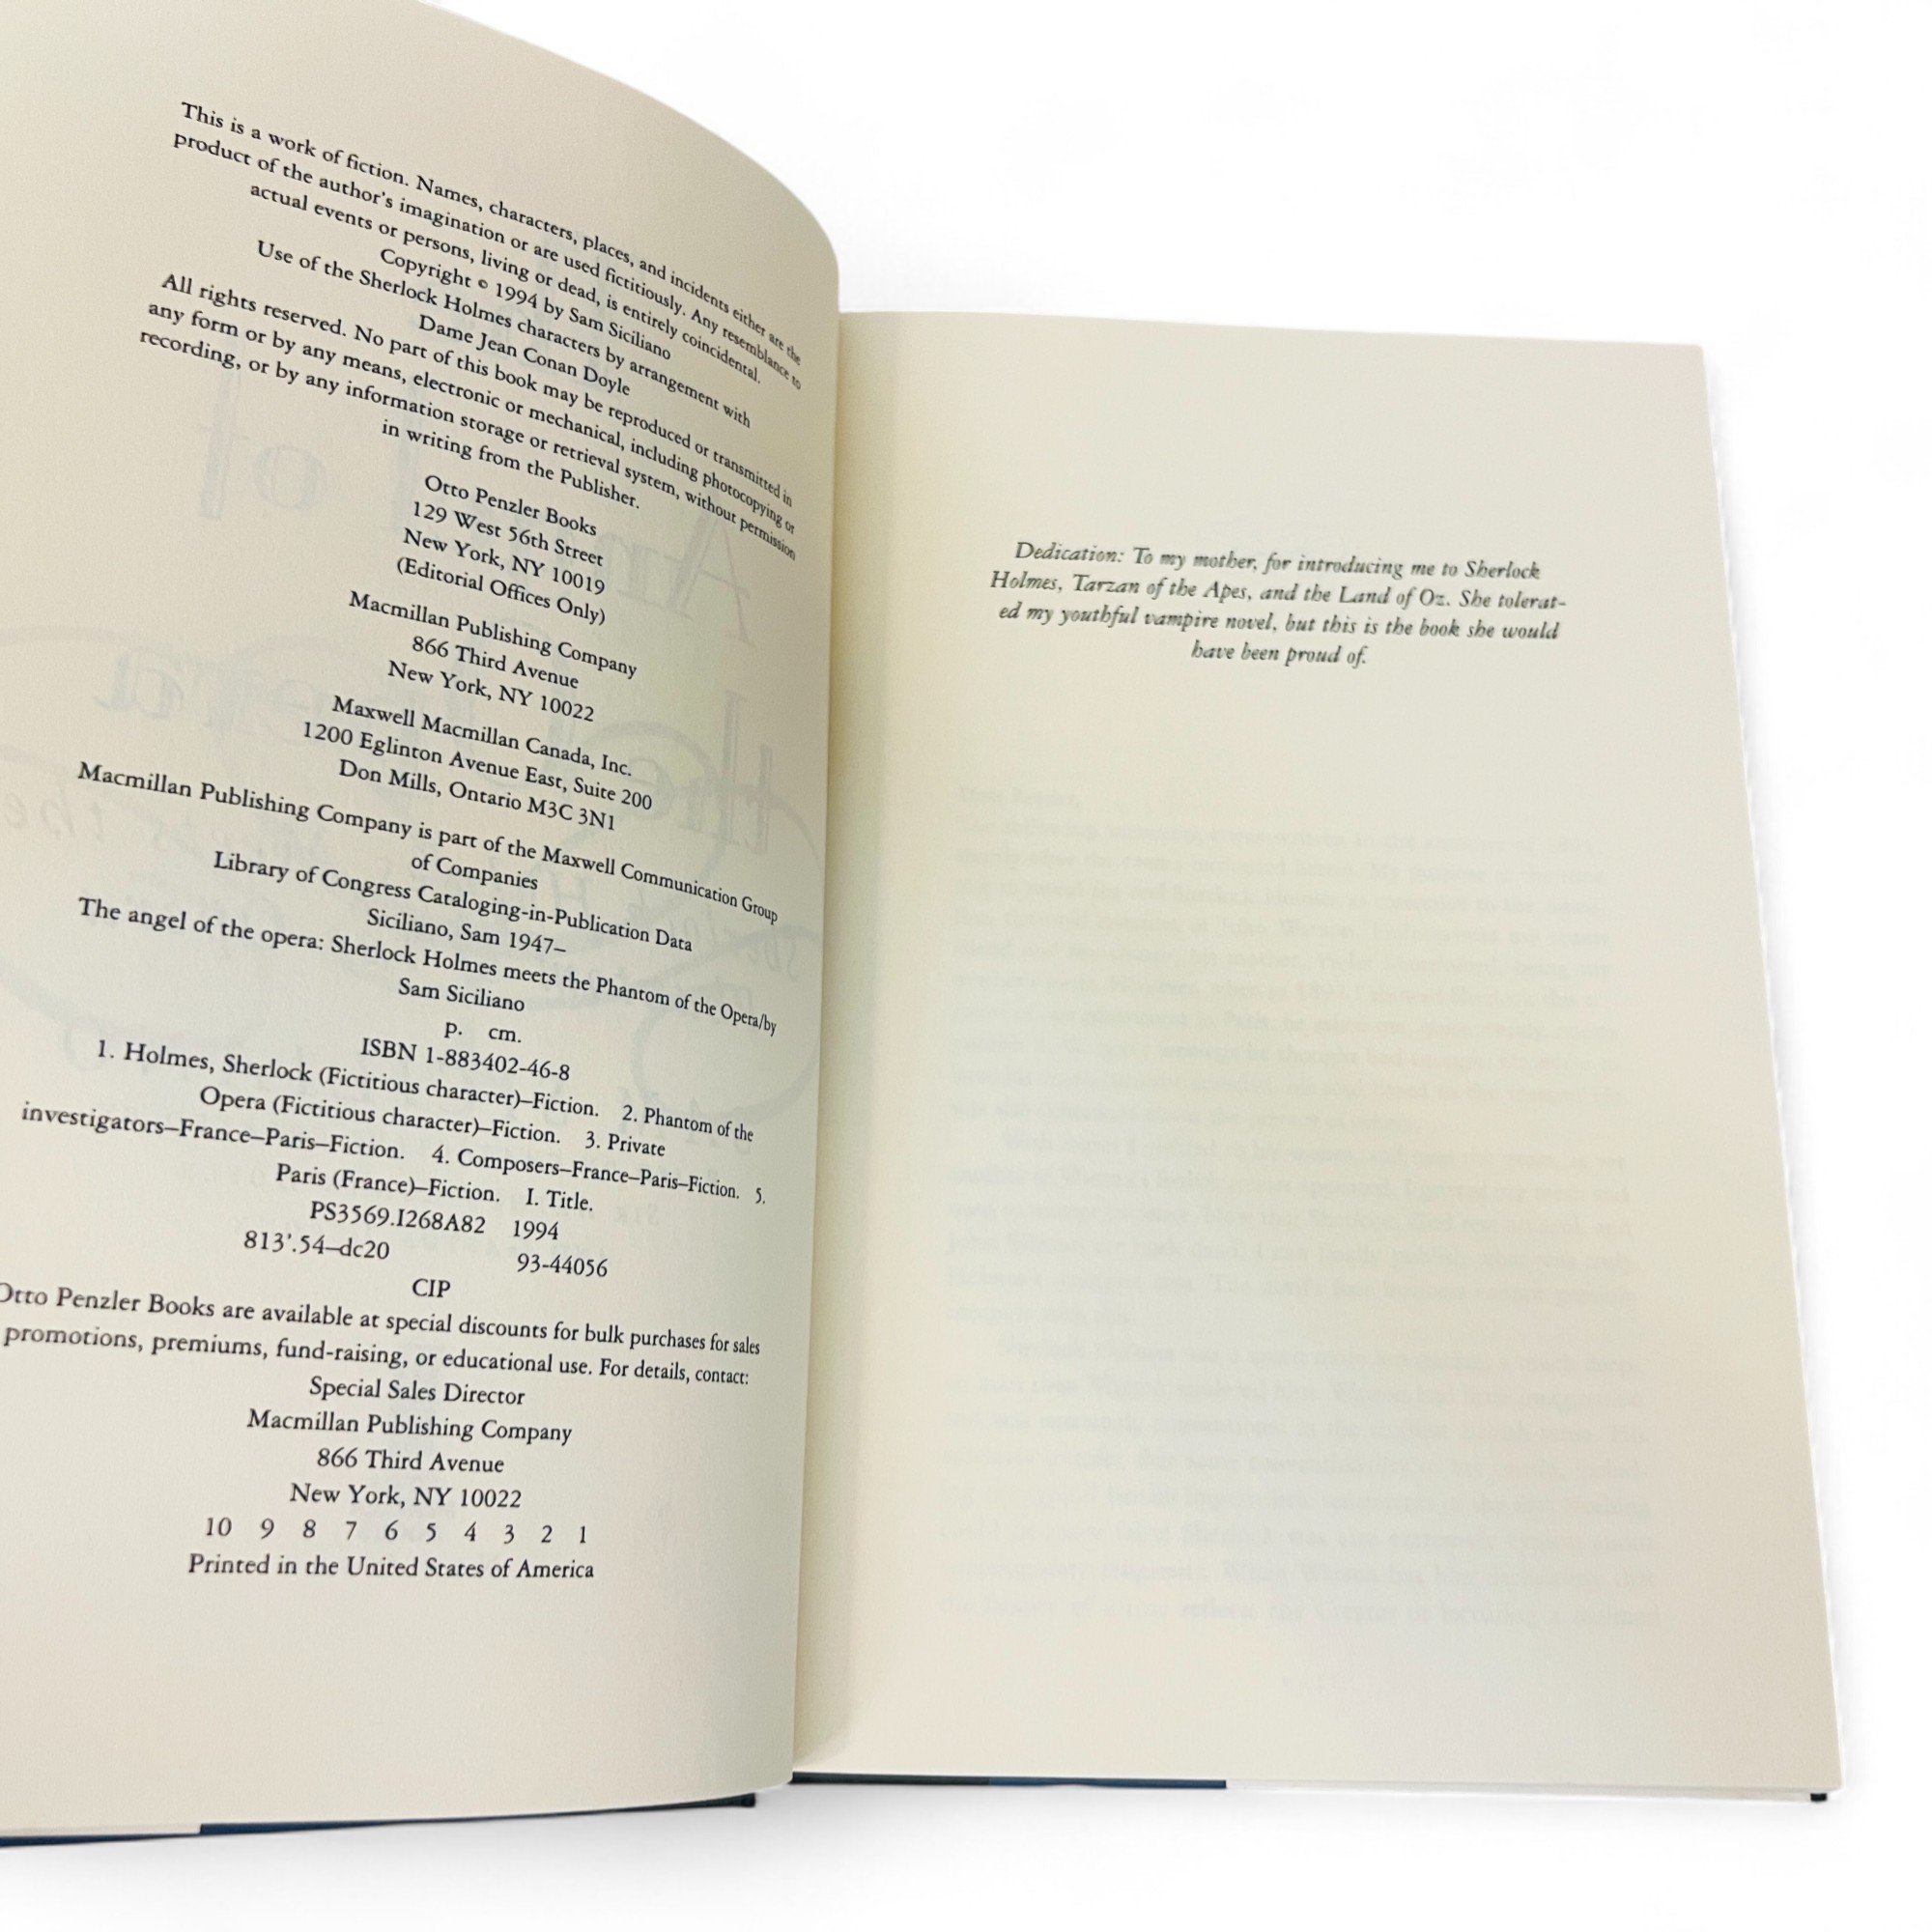 This is a work of fiction. Names, characters, places, and incidents either are the
product of the author's imagination or are used fictitiously. Any resemblance to
actual events or persons, living or dead, is entirely coincidental.
Copyright © 1994 by Sam Siciliano
Use of the Sherlock Holmes characters by arrangement with
Dame Jean Conan Doyle
All rights reserved. No part of this book may be reproduced or transmitted in
any form or by any means, electronic or mechanical, including photocopying or
recording, or by any information storage or retrieval system, without permission
in writing from the Publisher.
Otto Penzler Books
129 West 56th Street
New York, NY 10019
(Editorial Offices Only)
Macmillan Publishing Company
866 Third Avenue
New York, NY 10022
Maxwell Macmillan Canada, Inc.
1200 Eglinton Avenue East, Suite 200
Don Mills, Ontario M3C 3N1
Macmillan Publishing Company is part of the Maxwell Communication Group
of Companies
Library of Congress Cataloging-in-Publication Data
Siciliano, Sam 1947–
The angel of the opera: Sherlock Holmes meets the Phantom of the Opera/by
Sam Siciliano
p. cm.
ISBN 1-883402-46-8
1. Holmes, Sherlock (Fictitious character)–Fiction. 2. Phantom of the
Opera (Fictitious character)–Fiction. 3. Private
investigators–France–Paris–Fiction. 4. Composers–France–Paris–Fiction. 5.
Paris (France)–Fiction. I. Title.
PS3569.I268A82 1994
813'.54–dc20 93-44056
CIP
Otto Penzler Books are available at special discounts for bulk purchases for sales
promotions, premiums, fund-raising, or educational use. For details, contact:
Special Sales Director
Macmillan Publishing Company
866 Third Avenue
New York, NY 10022
10 9 8 7 6 5 4 3 2 1
Printed in the United States of America
Dedication: To my mother, for introducing me to Sherlock
Holmes, Tarzan of the Apes, and the Land of Oz. She tolerat-
ed my youthful vampire novel, but this is the book she would
have been proud of.